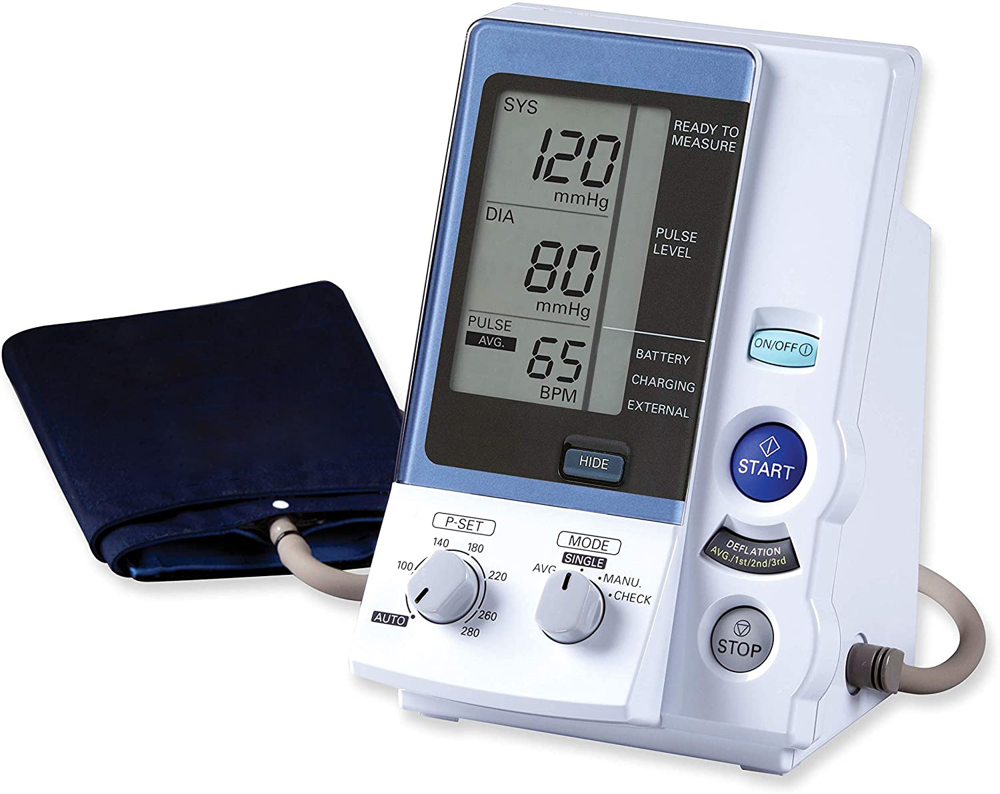 SYS
120
mmHg
DIA
80
mmHg
PULSE
AVG.
65
BPM
READY TO
MEASURE
PULSE
LEVEL
BATTERY
CHARGING
EXTERNAL
HIDE
ON/OFF
START
DEFLATION
AVG./1st/2nd/3rd
STOP
P-SET
140
180
100
220
AUTO
260
280
MODE
SINGLE
AVG.
MANU.
CHECK